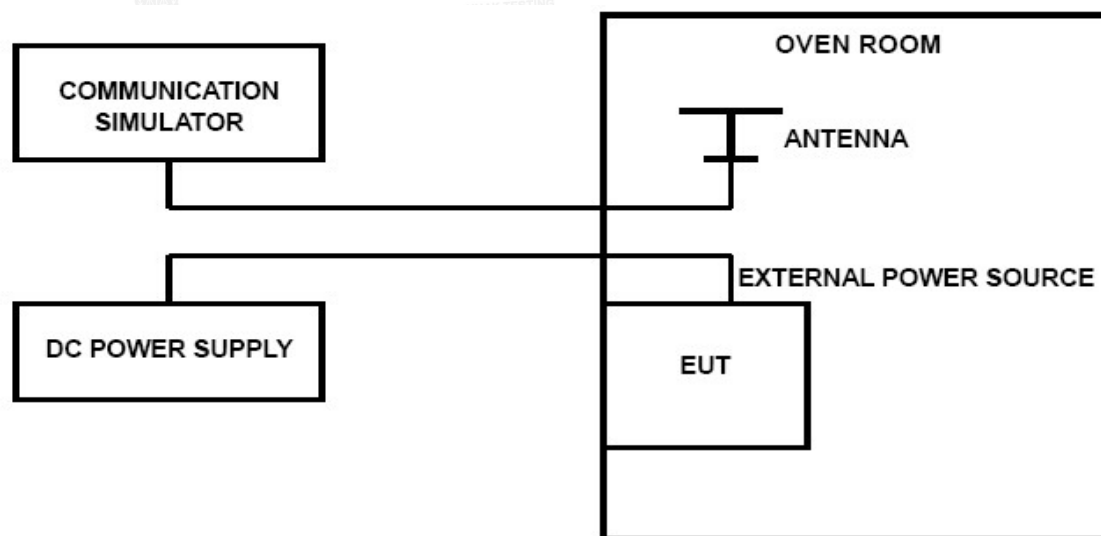 OVEN ROOM
COMMUNICATION
SIMULATOR
ANTENNA
EXTERNAL POWER SOURCE
DC POWER SUPPLY
EUT